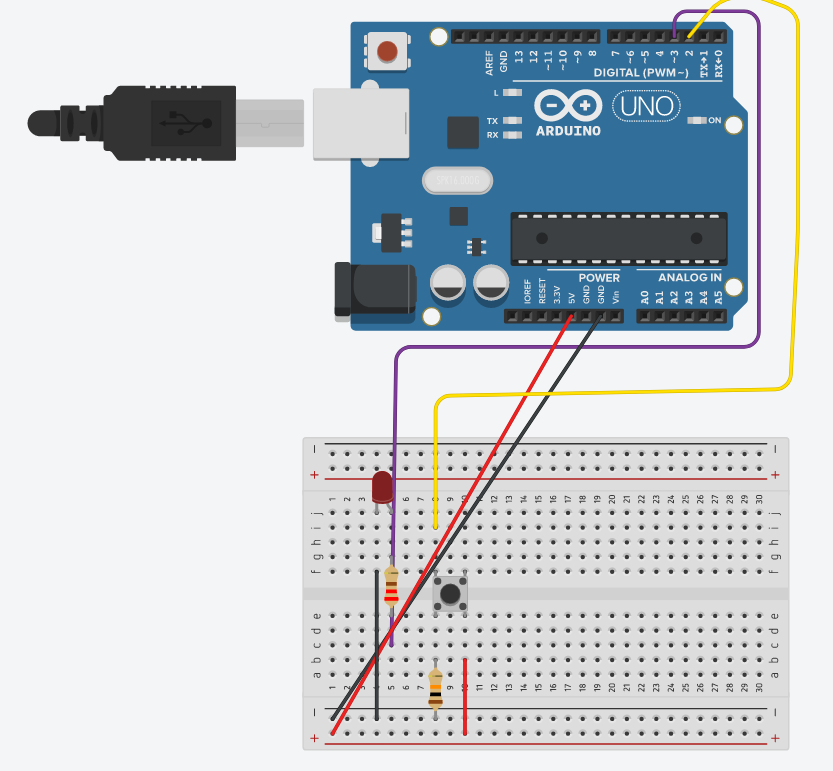 AREF
GND
13
12
~11
~10
~9
8
7
~6
~5
4
~3
2
TX→1
RX←0
DIGITAL (PWM~)
L
TX
RX
ARDUINO
UNO
ON
IOREF
RESET
3.3V
5V
GND
GND
Vin
POWER
ANALOG IN
A0
A1
A2
A3
A4
A5
− −
+ +
1 2 3 6 7 8 9 10 11 12 13 14 15 16 17 18 19 20 21 22 23 24 25 26 27 28 29 30
j j
i i
h h
g g
f f
e e
d d
c c
b b
a a
1 2 3 4 5 6 7 9 10 11 12 13 14 15 16 17 18 19 20 21 22 23 24 25 26 27 28 29 30
− −
+ +